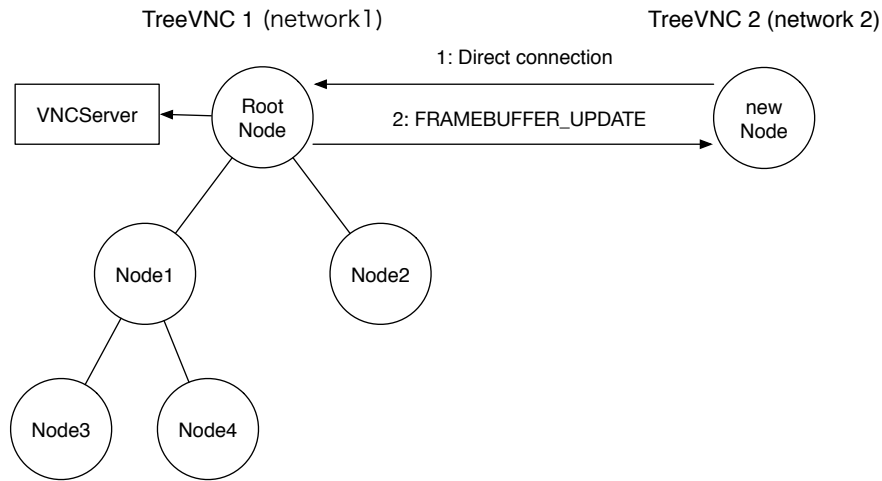 TreeVNC 1 (network1)
TreeVNC 2 (network 2)
1: Direct connection
VNCServer
Root
Node
2: FRAMEBUFFER_UPDATE
new
Node
Node1
Node2
Node3
Node4